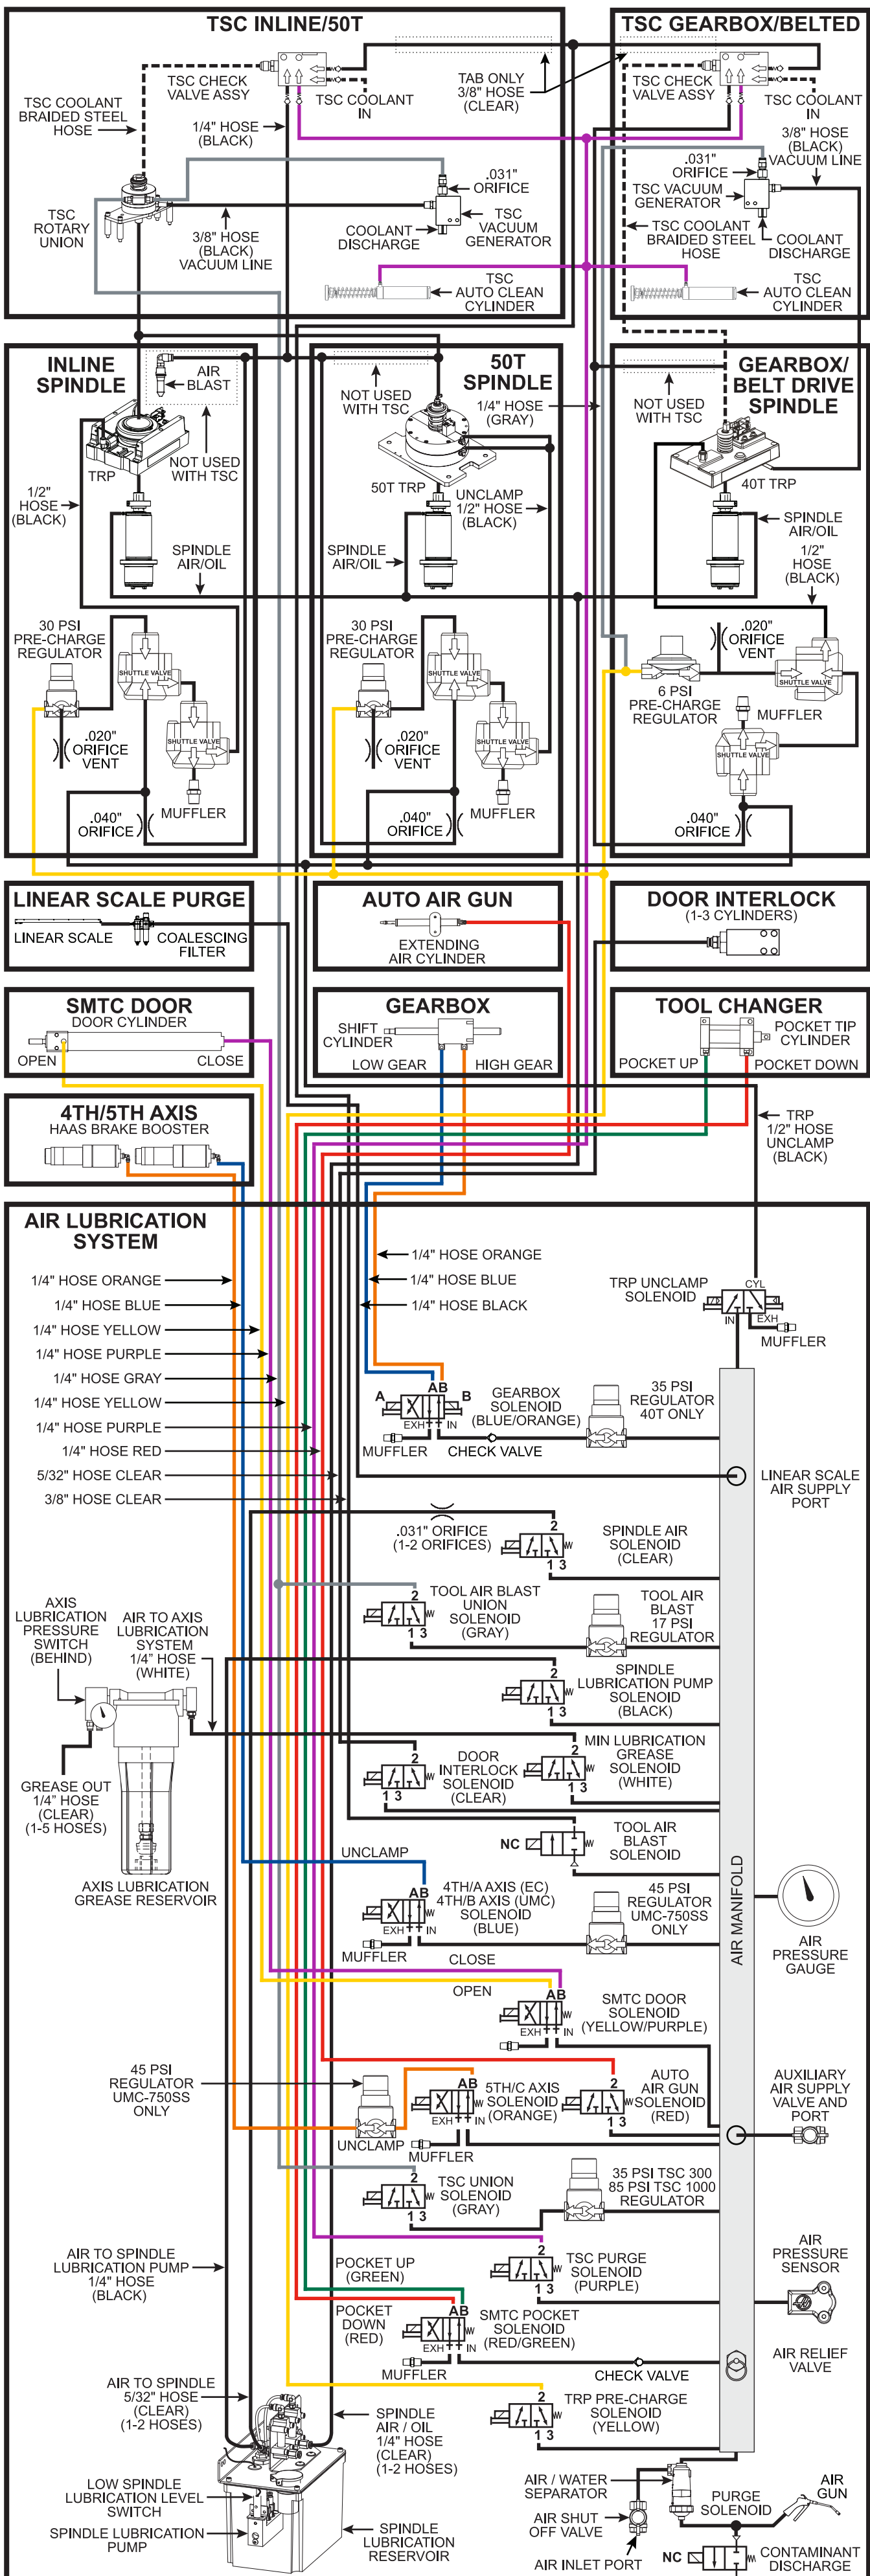 TSC INLINE/50T
TSC GEARBOX/BELTED
TSC CHECK
VALVE ASSY
TSC COOLANT
IN
TAB ONLY
3/8" HOSE
(CLEAR)
TSC CHECK
VALVE ASSY
TSC COOLANT
IN
TSC COOLANT
BRAIDED STEEL
HOSE
1/4" HOSE
(BLACK)
3/8" HOSE
(BLACK)
VACUUM LINE
.031"
ORIFICE
.031"
ORIFICE
TSC VACUUM
GENERATOR
TSC
ROTARY
UNION
3/8" HOSE
(BLACK)
VACUUM LINE
COOLANT
DISCHARGE
TSC
VACUUM
GENERATOR
TSC COOLANT
BRAIDED STEEL
HOSE
COOLANT
DISCHARGE
TSC
AUTO CLEAN
CYLINDER
TSC
AUTO CLEAN
CYLINDER
INLINE
SPINDLE
AIR
BLAST
NOT USED
WITH TSC
TRP
1/2"
HOSE
(BLACK)
SPINDLE
AIR/OIL
30 PSI
PRE-CHARGE
REGULATOR
SHUTTLE VALVE
SHUTTLE VALVE
.020"
ORIFICE
VENT
MUFFLER
.040"
ORIFICE
50T
SPINDLE
NOT USED
WITH TSC
1/4" HOSE
(GRAY)
50T TRP
UNCLAMP
1/2" HOSE
(BLACK)
SPINDLE
AIR/OIL
30 PSI
PRE-CHARGE
REGULATOR
SHUTTLE VALVE
SHUTTLE VALVE
.020"
ORIFICE
VENT
MUFFLER
.040"
ORIFICE
GEARBOX/
BELT DRIVE
SPINDLE
NOT USED
WITH TSC
40T TRP
SPINDLE
AIR/OIL
1/2"
HOSE
(BLACK)
.020"
ORIFICE
VENT
SHUTTLE VALVE
6 PSI
PRE-CHARGE
REGULATOR
MUFFLER
SHUTTLE VALVE
.040"
ORIFICE
LINEAR SCALE PURGE
LINEAR SCALE
COALESCING
FILTER
AUTO AIR GUN
EXTENDING
AIR CYLINDER
DOOR INTERLOCK
(1-3 CYLINDERS)
SMTC DOOR
DOOR CYLINDER
OPEN
CLOSE
GEARBOX
SHIFT
CYLINDER
LOW GEAR
HIGH GEAR
TOOL CHANGER
POCKET TIP
CYLINDER
POCKET UP
POCKET DOWN
4TH/5TH AXIS
HAAS BRAKE BOOSTER
TRP
1/2" HOSE
UNCLAMP
(BLACK)
AIR LUBRICATION
SYSTEM
1/4" HOSE ORANGE
1/4" HOSE BLUE
1/4" HOSE YELLOW
1/4" HOSE PURPLE
1/4" HOSE GRAY
1/4" HOSE YELLOW
1/4" HOSE PURPLE
1/4" HOSE RED
5/32" HOSE CLEAR
3/8" HOSE CLEAR
1/4" HOSE ORANGE
1/4" HOSE BLUE
1/4" HOSE BLACK
TRP UNCLAMP
SOLENOID
CYL
IN
EXH
MUFFLER
A
AB
B
EXH
IN
GEARBOX
SOLENOID
(BLUE/ORANGE)
35 PSI
REGULATOR
40T ONLY
MUFFLER
CHECK VALVE
LINEAR SCALE
AIR SUPPLY
PORT
.031" ORIFICE
(1-2 ORIFICES)
2
1 3
SPINDLE AIR
SOLENOID
(CLEAR)
2
1 3
TOOL AIR BLAST
UNION
SOLENOID
(GRAY)
TOOL AIR
BLAST
17 PSI
REGULATOR
AXIS
LUBRICATION
PRESSURE
SWITCH
(BEHIND)
AIR TO AXIS
LUBRICATION
SYSTEM
1/4" HOSE
(WHITE)
2
1 3
SPINDLE
LUBRICATION PUMP
SOLENOID
(BLACK)
2
1 3
DOOR
INTERLOCK
SOLENOID
(CLEAR)
2
1 3
MIN LUBRICATION
GREASE
SOLENOID
(WHITE)
GREASE OUT
1/4" HOSE
(CLEAR)
(1-5 HOSES)
AXIS LUBRICATION
GREASE RESERVOIR
NC
TOOL AIR
BLAST
SOLENOID
UNCLAMP
AB
EXH
IN
4TH/A AXIS (EC)
4TH/B AXIS (UMC)
SOLENOID
(BLUE)
45 PSI
REGULATOR
UMC-750SS
ONLY
MUFFLER
AIR MANIFOLD
AIR
PRESSURE
GAUGE
CLOSE
OPEN
AB
EXH
IN
SMTC DOOR
SOLENOID
(YELLOW/PURPLE)
45 PSI
REGULATOR
UMC-750SS
ONLY
UNCLAMP
AB
EXH
IN
5TH/C AXIS
SOLENOID
(ORANGE)
MUFFLER
2
1 3
AUTO
AIR GUN
SOLENOID
(RED)
AUXILIARY
AIR SUPPLY
VALVE AND
PORT
2
1 3
TSC UNION
SOLENOID
(GRAY)
35 PSI TSC 300
85 PSI TSC 1000
REGULATOR
AIR TO SPINDLE
LUBRICATION PUMP
1/4" HOSE
(BLACK)
2
1 3
TSC PURGE
SOLENOID
(PURPLE)
AIR
PRESSURE
SENSOR
POCKET UP
(GREEN)
POCKET
DOWN
(RED)
AB
EXH
IN
SMTC POCKET
SOLENOID
(RED/GREEN)
MUFFLER
CHECK VALVE
AIR RELIEF
VALVE
AIR TO SPINDLE
5/32" HOSE
(CLEAR)
(1-2 HOSES)
SPINDLE
AIR / OIL
1/4" HOSE
(CLEAR)
(1-2 HOSES)
2
1 3
TRP PRE-CHARGE
SOLENOID
(YELLOW)
LOW SPINDLE
LUBRICATION LEVEL
SWITCH
SPINDLE LUBRICATION
PUMP
SPINDLE
LUBRICATION
RESERVOIR
AIR / WATER
SEPARATOR
AIR SHUT
OFF VALVE
AIR INLET PORT
PURGE
SOLENOID
AIR
GUN
NC
CONTAMINANT
DISCHARGE